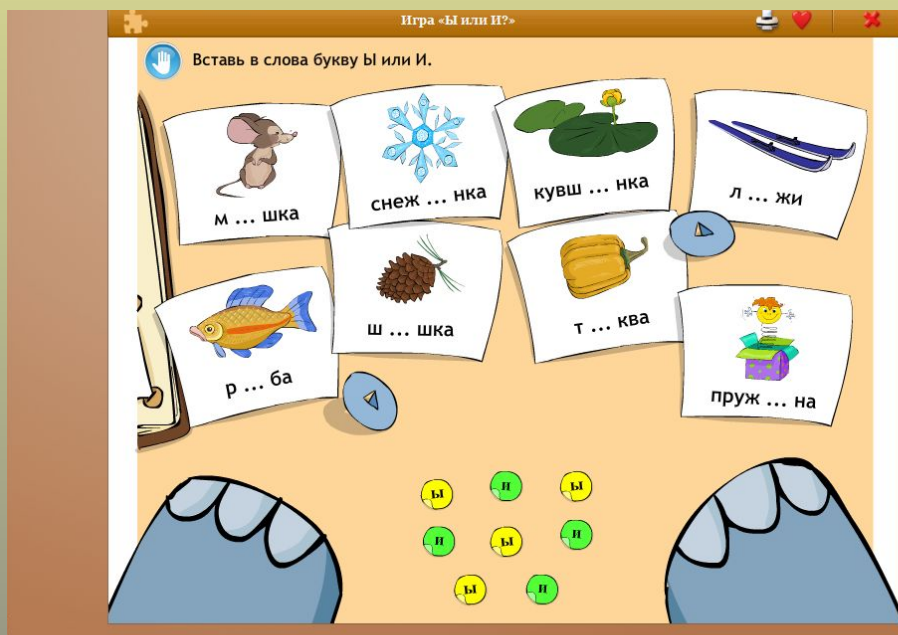 Игра «Ы или И?»
Вставь в слова букву Ы или И.
м ... шка
снеж ... нка
кувш ... нка
л ... жи
р ... ба
ш ... шка
т ... ква
пруж ... на
ы и ы
и ы и
ы и